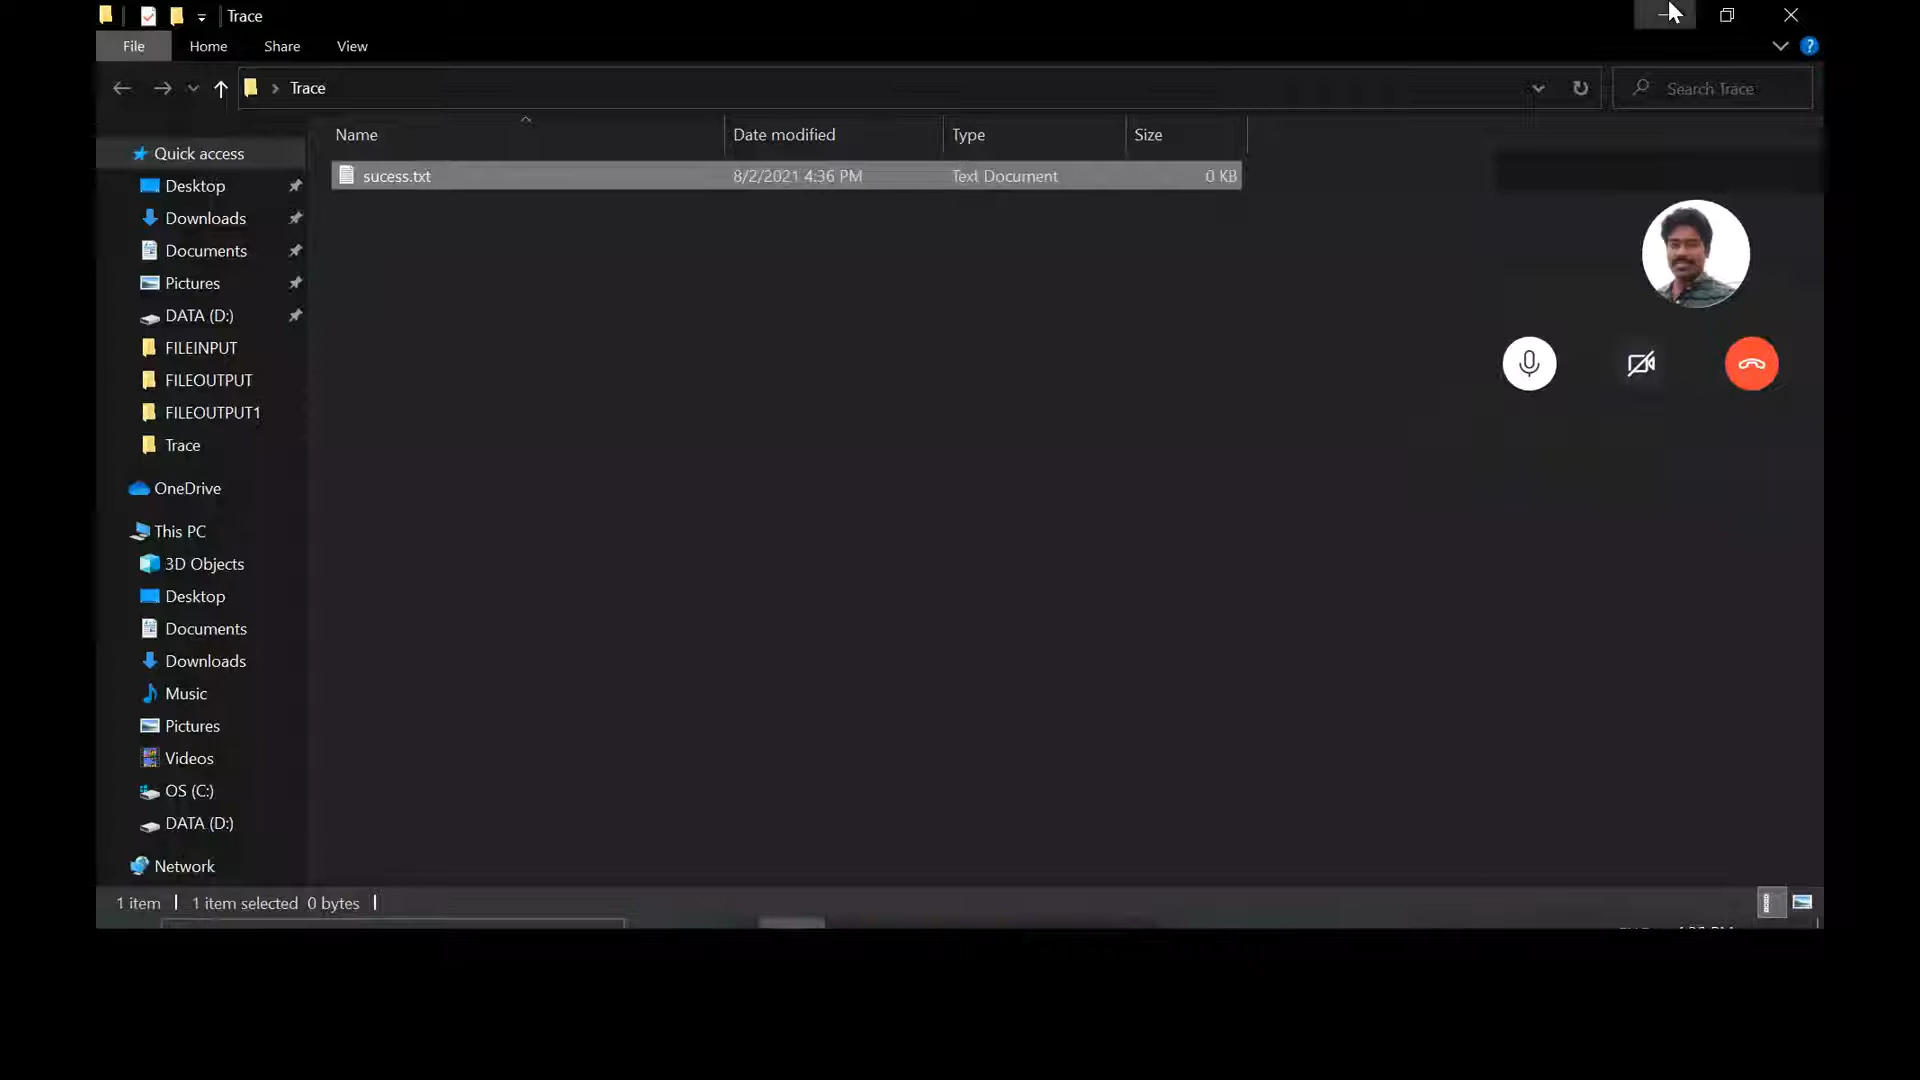 Trace
File Home Share View
Trace
Search Trace
Name Date modified Type Size
sucess.txt 8/2/2021 4:36 PM Text Document 0 KB
Quick access
Desktop
Downloads
Documents
Pictures
DATA (D:)
FILEINPUT
FILEOUTPUT
FILEOUTPUT1
Trace
OneDrive
This PC
3D Objects
Desktop
Documents
Downloads
Music
Pictures
Videos
OS (C:)
DATA (D:)
Network
1 item 1 item selected 0 bytes